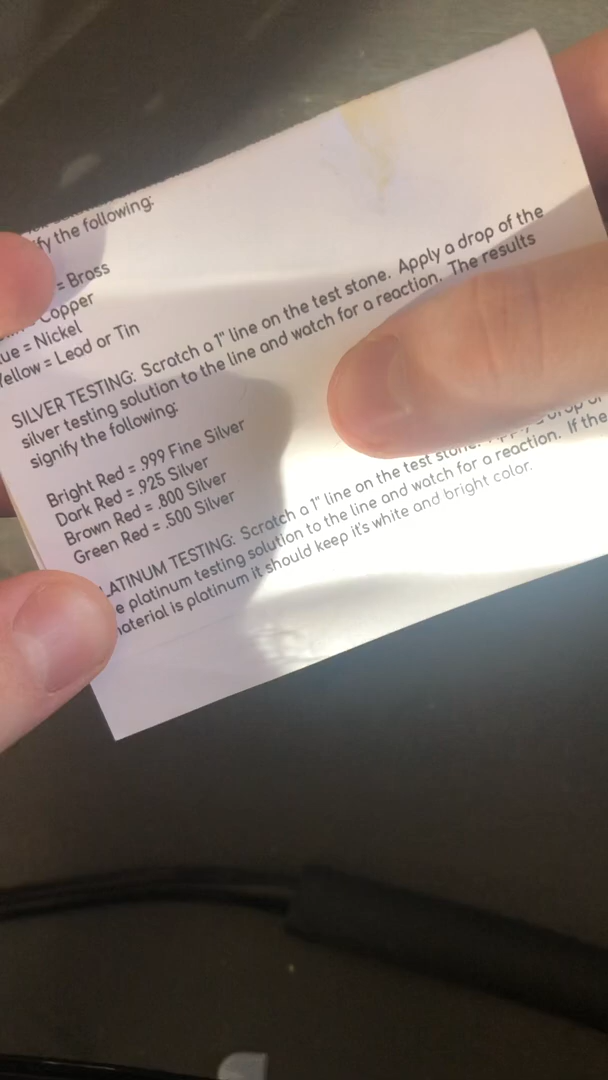 fy the following:
= Brass
Copper
ue = Nickel
Yellow = Lead or Tin
SILVER TESTING: Scratch a 1" line on the test stone. Apply a drop of the
silver testing solution to the line and watch for a reaction. The results
signify the following:
Bright Red = .999 Fine Silver
Dark Red = .925 Silver
Brown Red = .800 Silver
Green Red = .500 Silver
LATINUM TESTING: Scratch a 1" line on the test stone. a drop of
e platinum testing solution to the line and watch for a reaction. If the
aterial is platinum it should keep it's white and bright color.